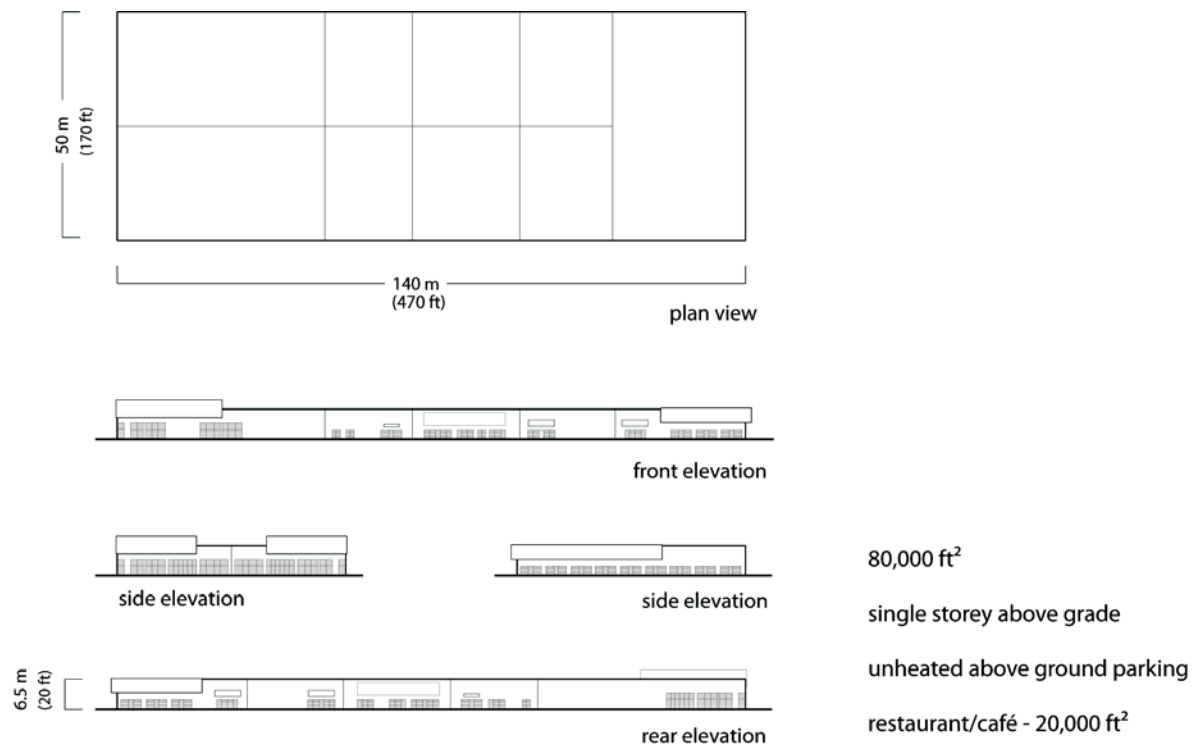 50 m
(170 ft)
140 m
(470 ft)
plan view
front elevation
side elevation
side elevation
80,000 ft²
single storey above grade
unheated above ground parking
restaurant/café - 20,000 ft²
6.5 m
(20 ft)
rear elevation